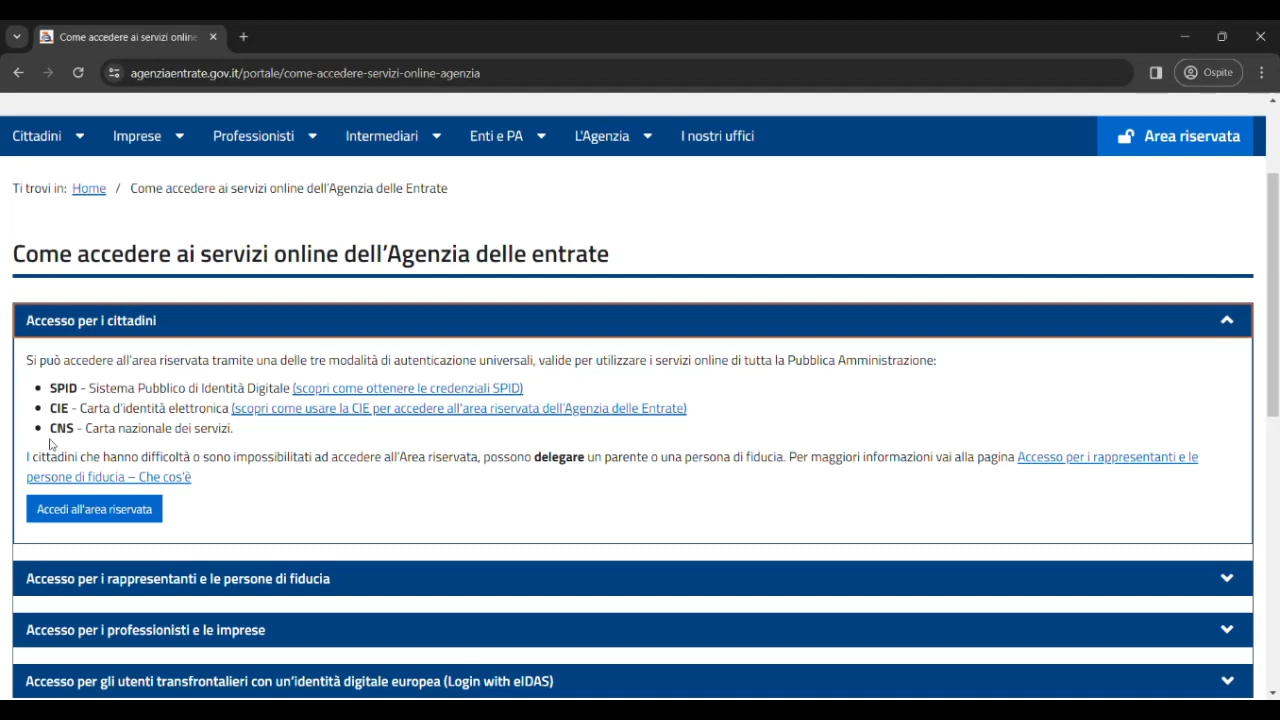 Come accedere ai servizi online
agenziaentrate.gov.it/portale/come-accedere-servizi-online-agenzia
Ospite
Cittadini Imprese Professionisti Intermediari Enti e PA L'Agenzia I nostri uffici Area riservata
Ti trovi in: Home / Come accedere ai servizi online dell'Agenzia delle Entrate
Come accedere ai servizi online dell'Agenzia delle entrate
Accesso per i cittadini
Si può accedere all'area riservata tramite una delle tre modalità di autenticazione universali, valide per utilizzare i servizi online di tutta la Pubblica Amministrazione:
• SPID - Sistema Pubblico di Identità Digitale (scopri come ottenere le credenziali SPID)
• CIE - Carta d'identità elettronica (scopri come usare la CIE per accedere all'area riservata dell'Agenzia delle Entrate)
• CNS - Carta nazionale dei servizi.
I cittadini che hanno difficoltà o sono impossibilitati ad accedere all'Area riservata, possono delegare un parente o una persona di fiducia. Per maggiori informazioni vai alla pagina Accesso per i rappresentanti e le
persone di fiducia – Che cos'è
Accedi all'area riservata
Accesso per i rappresentanti e le persone di fiducia
Accesso per i professionisti e le imprese
Accesso per gli utenti transfrontalieri con un'identità digitale europea (Login with eIDAS)